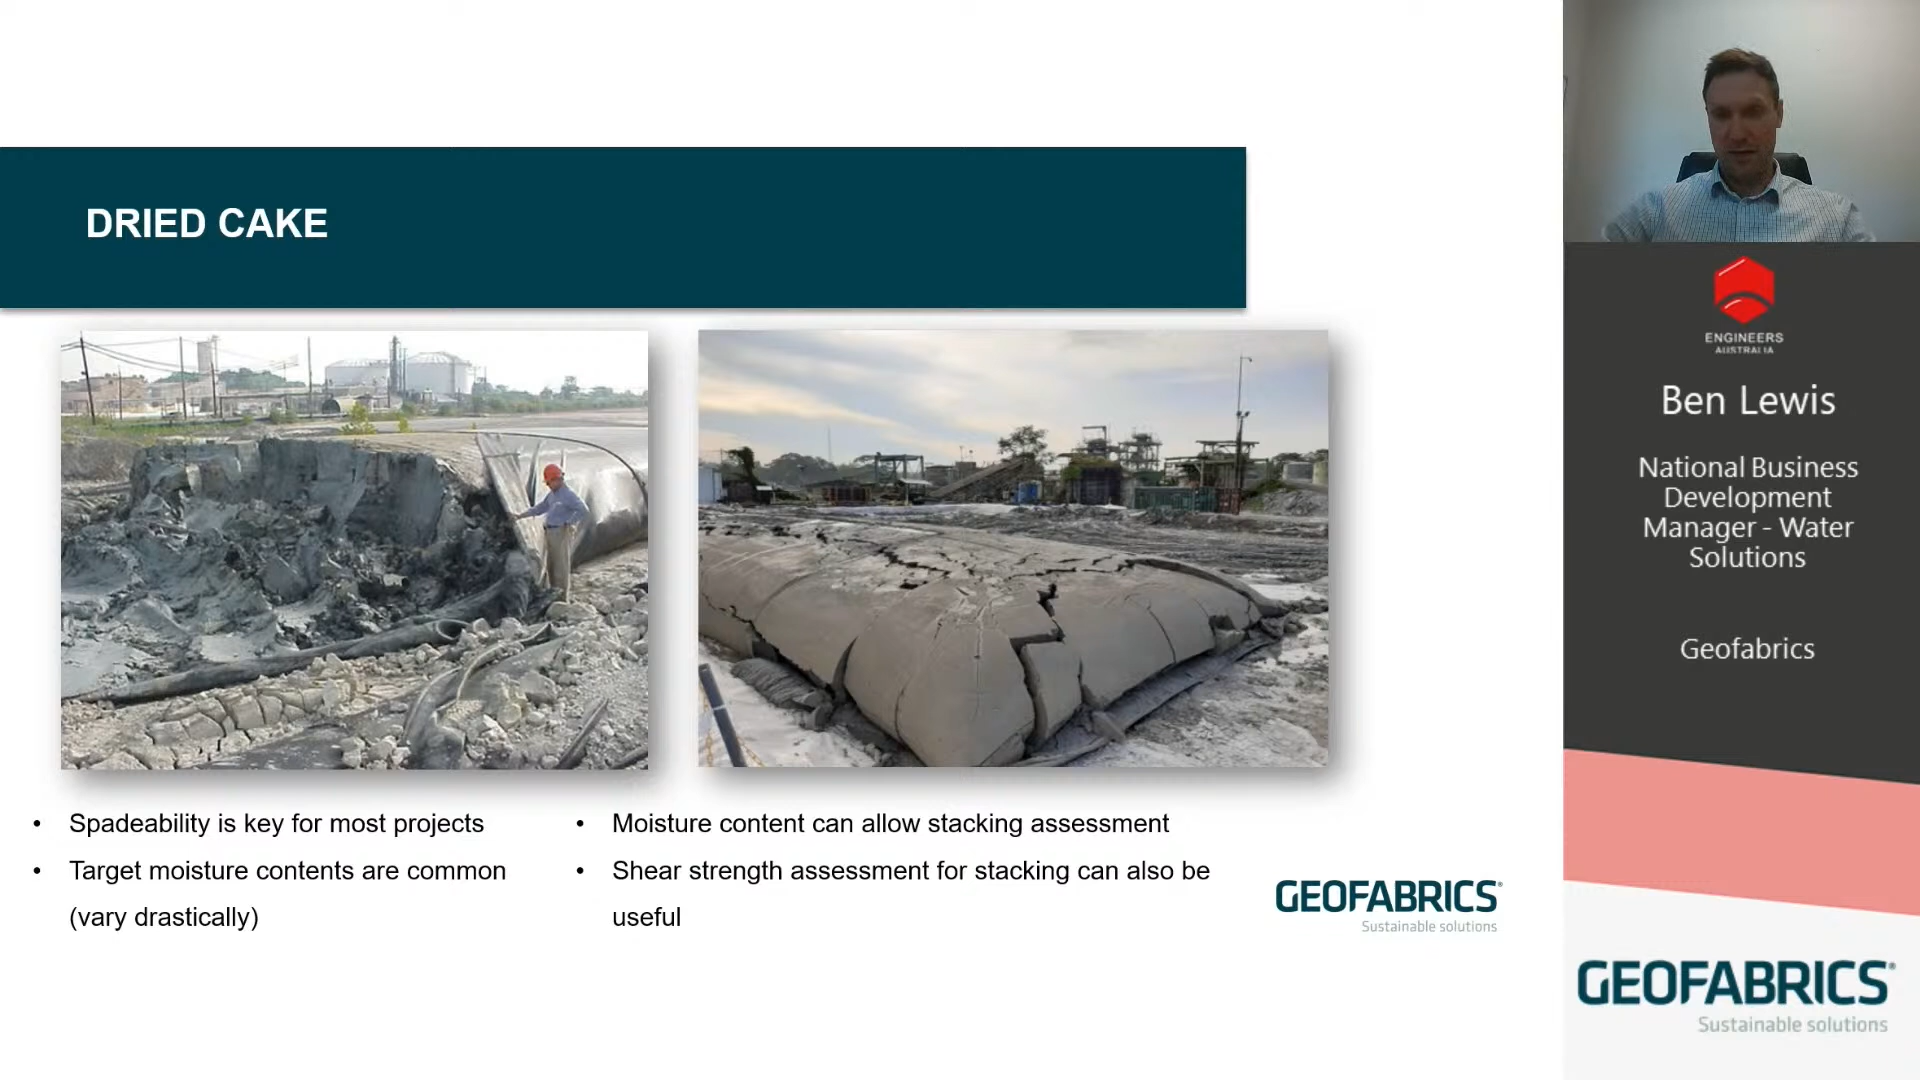 DRIED CAKE
• Spadeability is key for most projects
• Target moisture contents are common
(vary drastically)
• Moisture content can allow stacking assessment
• Shear strength assessment for stacking can also be
useful
GEOFABRICS®
Sustainable solutions
ENGINEERS
AUSTRALIA
Ben Lewis
National Business
Development
Manager - Water
Solutions
Geofabrics
GEOFABRICS®
Sustainable solutions